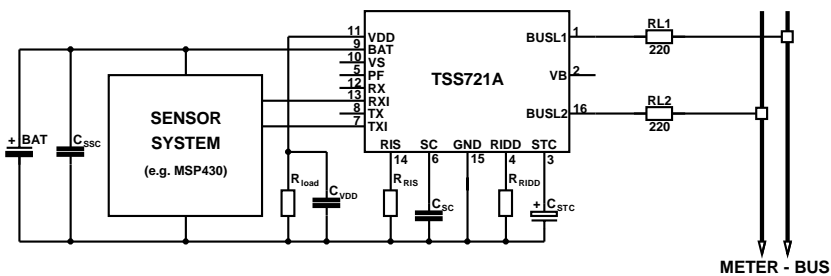 11 VDD
9 BAT
10 VS
5 PF
12 RX
13 RXI
8 TX
7 TXI
TSS721A
BUSL1 1
VB 2
BUSL2 16
RL1
220
RL2
220
RIS SC GND RIDD STC
14 6 15 4 3
SENSOR
SYSTEM
(e.g. MSP430)
+ BAT
CSSC
Rload
CVDD
RRIS
CSC
RRIDD
+ CSTC
METER - BUS